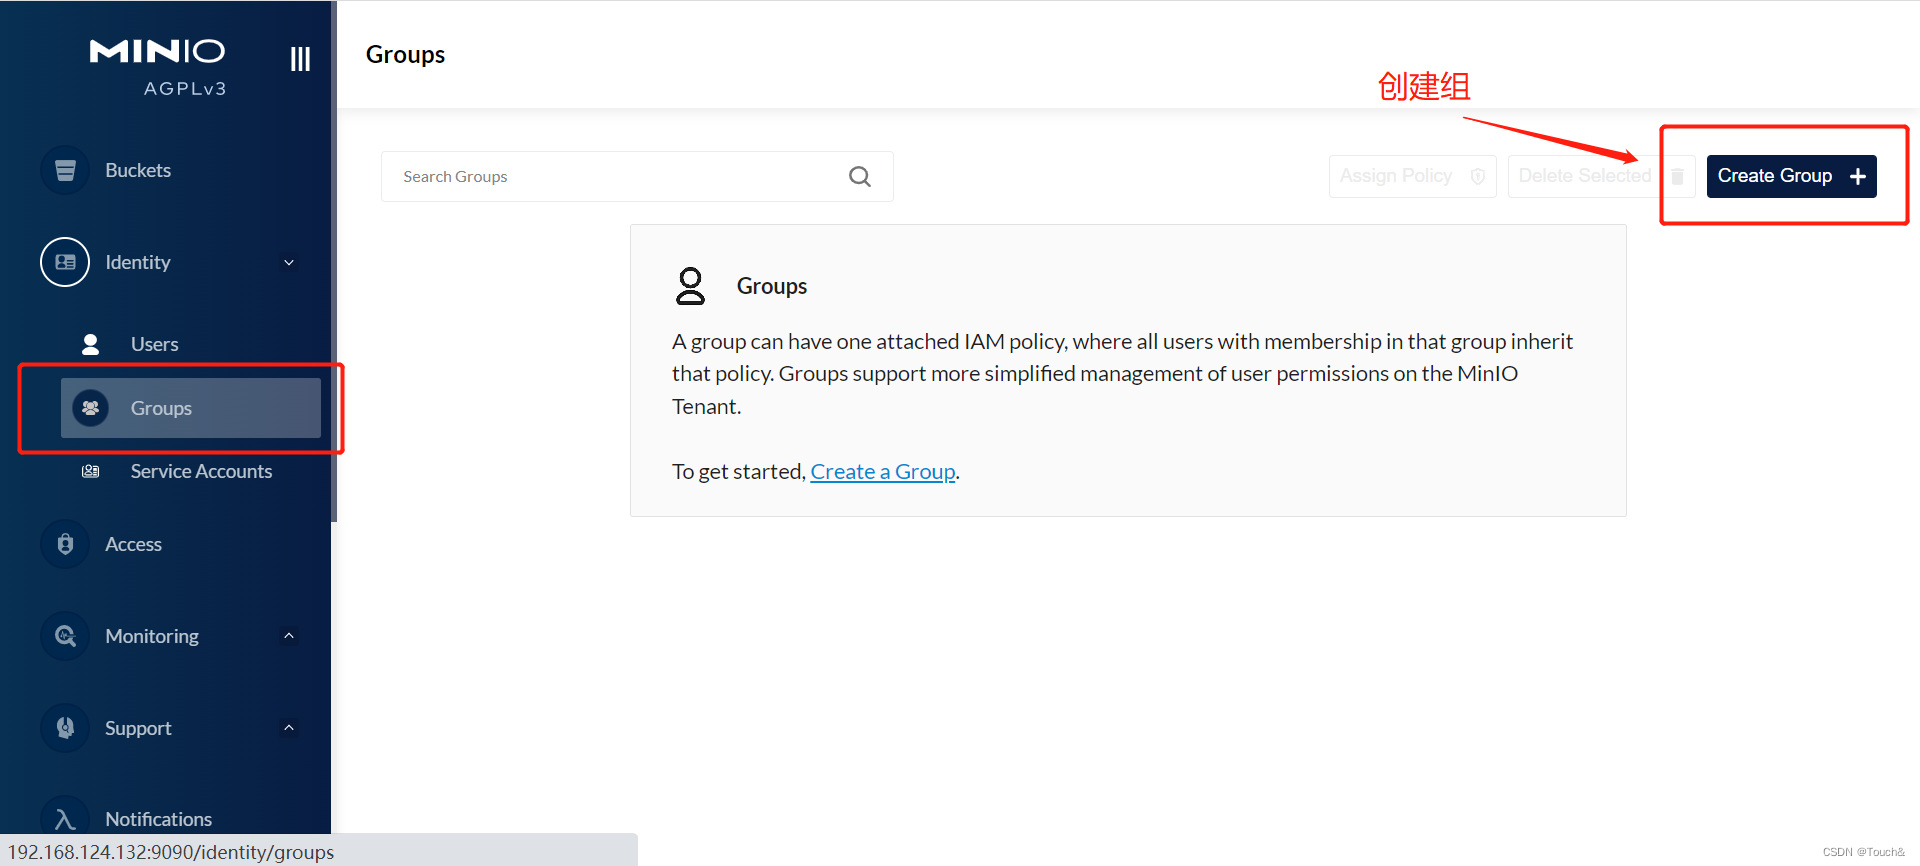 MINIO
AGPLv3
Buckets
Identity
Users
Groups
Service Accounts
Access
Monitoring
Support
Notifications
192.168.124.132:9090/identity/groups
Groups
创建组
Search Groups
Assign Policy
Delete Selected
Create Group
Groups
A group can have one attached IAM policy, where all users with membership in that group inherit
that policy. Groups support more simplified management of user permissions on the MinIO
Tenant.
To get started, Create a Group.
CSDN @Touch&